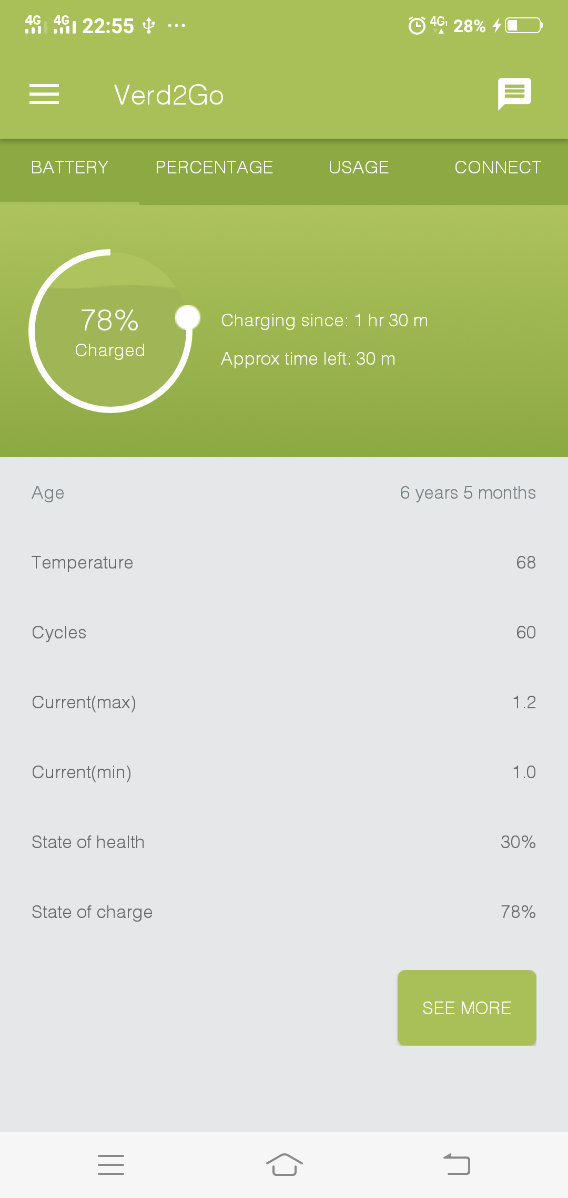 4G 4G 22:55 ··· 4G 28%
Verd2Go
BATTERY PERCENTAGE USAGE CONNECT
78%
Charged
Charging since: 1 hr 30 m
Approx time left: 30 m
Age 6 years 5 months
Temperature 68
Cycles 60
Current(max) 1.2
Current(min) 1.0
State of health 30%
State of charge 78%
SEE MORE